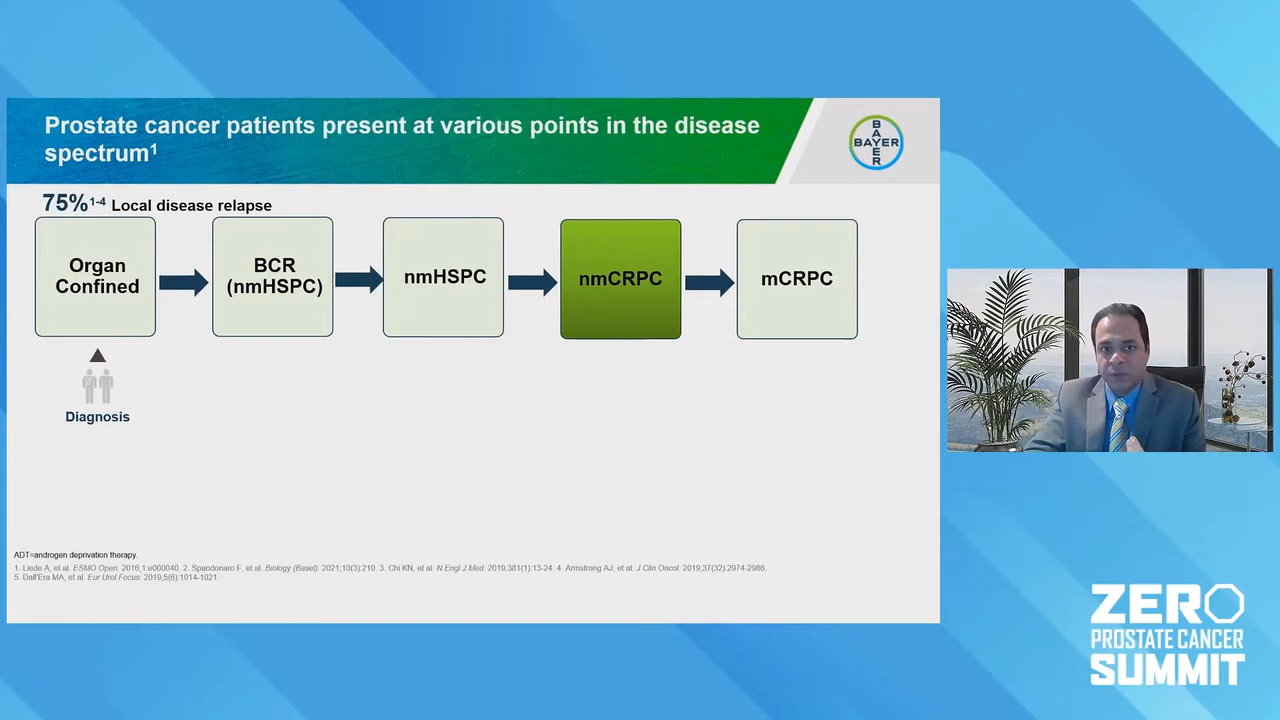 Prostate cancer patients present at various points in the disease
spectrum1
BAYER
BAYER
75%1-4 Local disease relapse
Organ
Confined
BCR
(nmHSPC)
nmHSPC
nmCRPC
mCRPC
Diagnosis
ADT=androgen deprivation therapy.
1. Liede A, et al. ESMO Open. 2016;1:e000040. 2. Spandonaro F, et al. Biology (Basel). 2021;10(3):210. 3. Chi KN, et al. N Engl J Med. 2019;381(1):13-24. 4. Armstrong AJ, et al. J Clin Oncol. 2019;37(32):2974-2986.
5. Dall'Era MA, et al. Eur Urol Focus. 2019;5(6):1014-1021.
ZERO
PROSTATE CANCER
SUMMIT